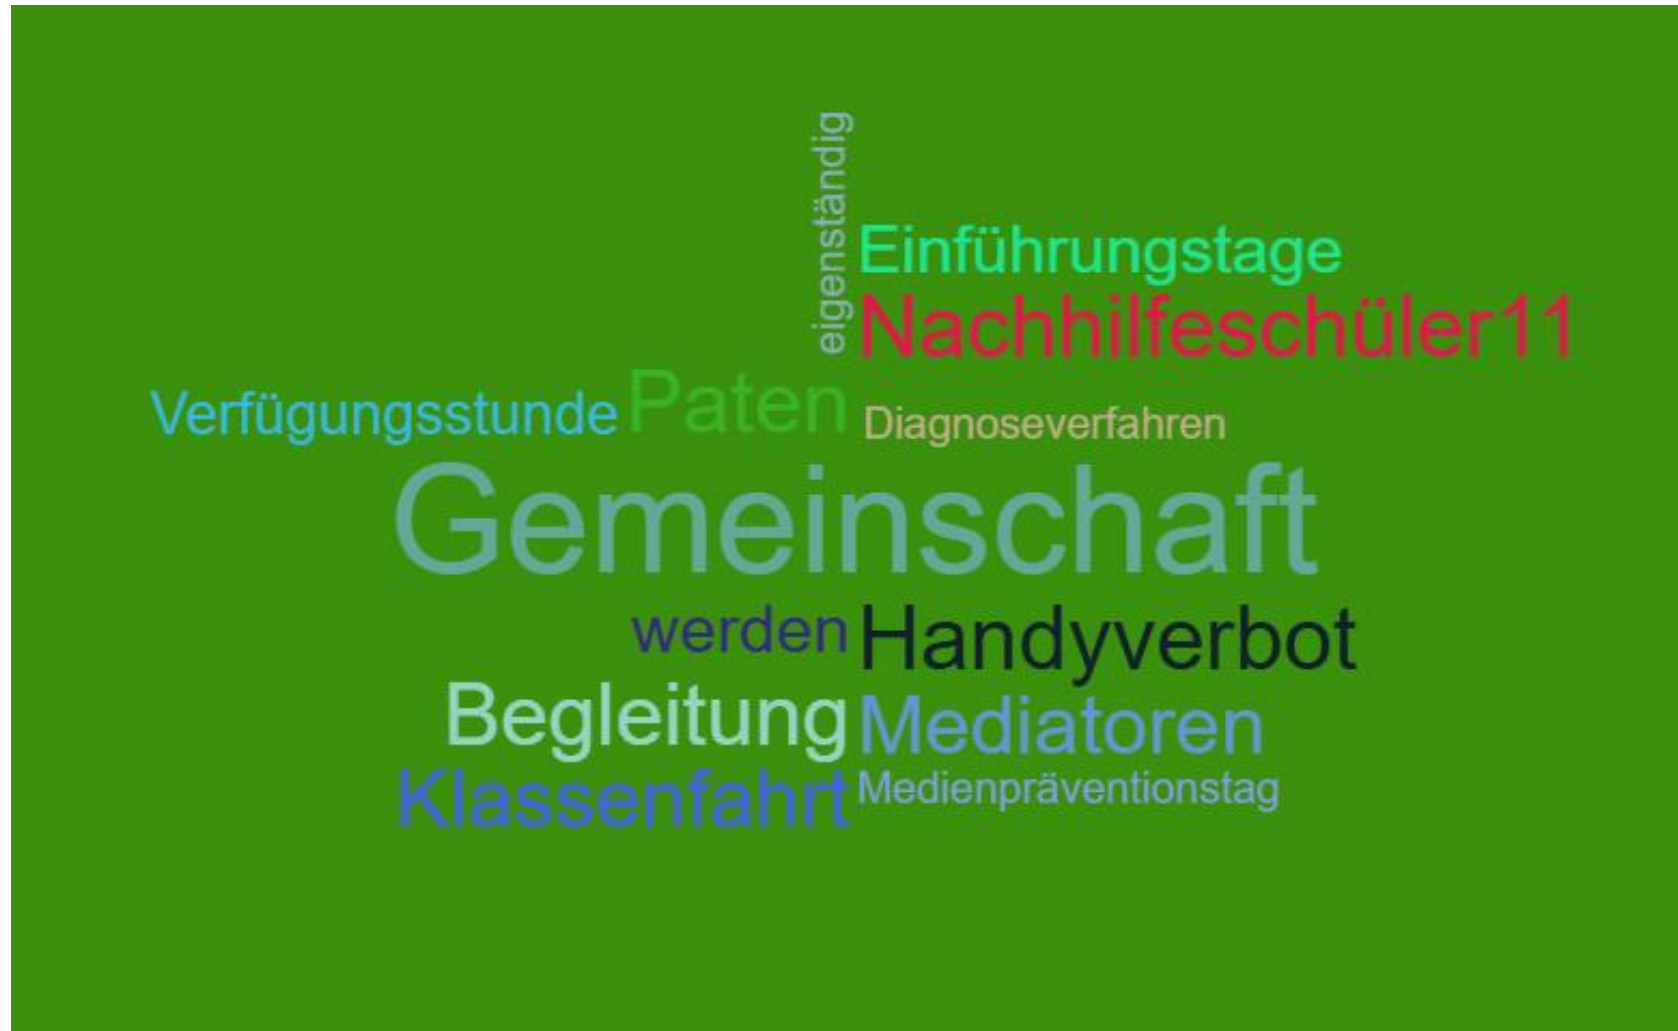 eigenständig
Einführungstage
Nachhilfeschüler11
Verfügungsstunde Paten Diagnoseverfahren
Gemeinschaft
werden Handyverbot
Begleitung Mediatoren
Klassenfahrt Medienpräventionstag